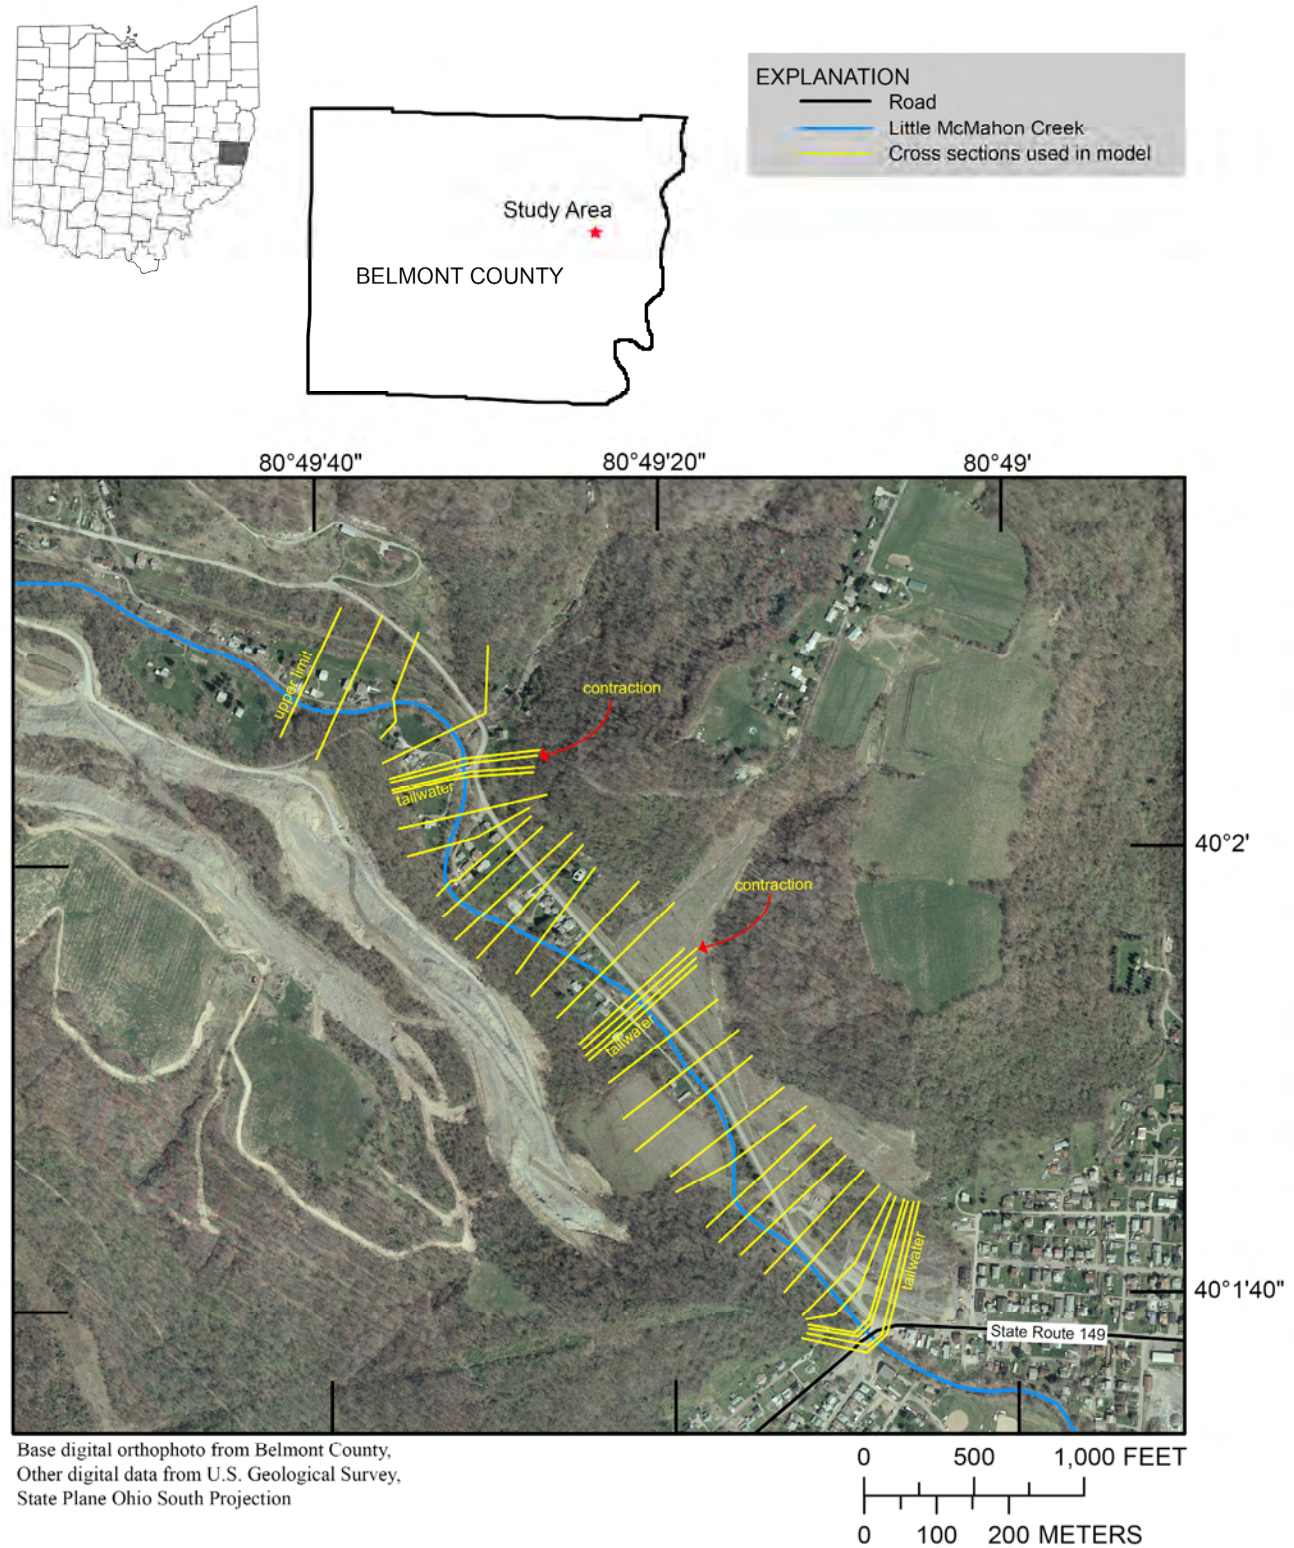 EXPLANATION
Road
Little McMahon Creek
Cross sections used in model
Study Area
BELMONT COUNTY
80°49'40"
80°49'20"
80°49'
upper limit
contraction
tailwater
40°2'
contraction
tailwater
tailwater
40°1'40"
State Route 149
Base digital orthophoto from Belmont County,
Other digital data from U.S. Geological Survey,
State Plane Ohio South Projection
0 500 1,000 FEET
0 100 200 METERS